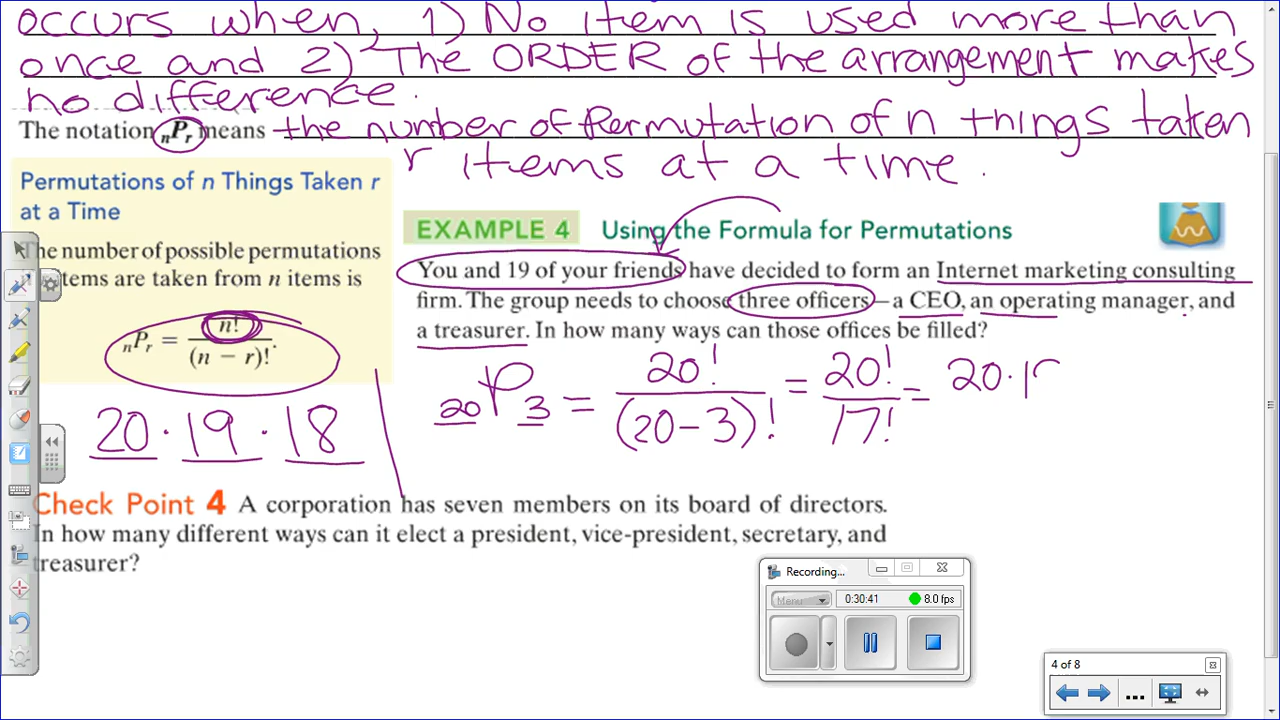 occurs when, 1) No item is used more than
once and 2) The ORDER of the arrangement makes
no difference.
The notation nPr means the number of Permutation of n things taken
r items at a time.
Permutations of n Things Taken r
at a Time
The number of possible permutations
items are taken from n items is
nPr = n! / (n − r)!.
20 · 19 · 18
EXAMPLE 4 Using the Formula for Permutations
You and 19 of your friends have decided to form an Internet marketing consulting
firm. The group needs to choose three officers—a CEO, an operating manager, and
a treasurer. In how many ways can those offices be filled?
20P3 = 20! / (20-3)! = 20! / 17! = 20 · 1
Check Point 4 A corporation has seven members on its board of directors.
In how many different ways can it elect a president, vice-president, secretary, and
treasurer?
Recording...
Menu 0:30:41 8.0 fps
4 of 8